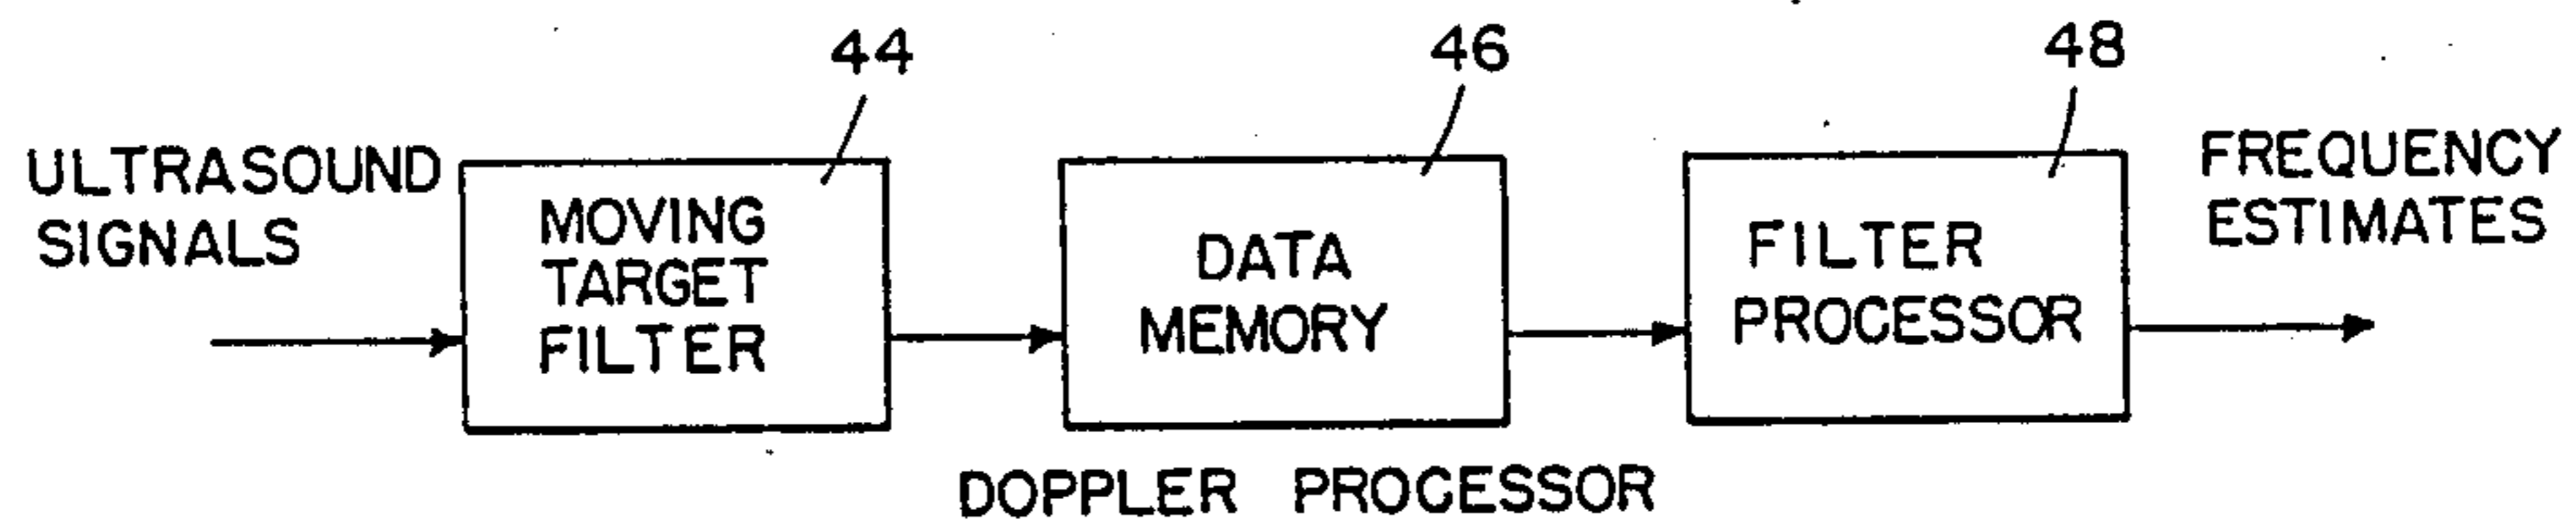 44
46
48
ULTRASOUND
SIGNALS
MOVING
TARGET
FILTER
DATA
MEMORY
FILTER
PROCESSOR
FREQUENCY
ESTIMATES
DOPPLER PROCESSOR